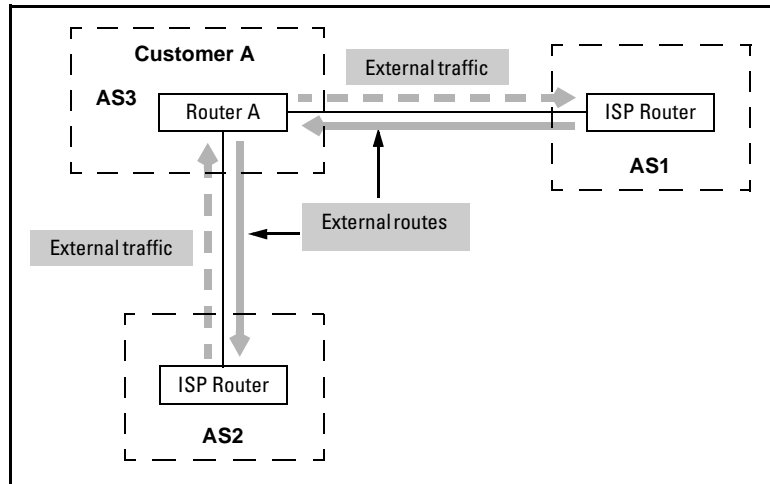 Customer A
External traffic
AS3
Router A
ISP Router
AS1
External routes
External traffic
ISP Router
AS2